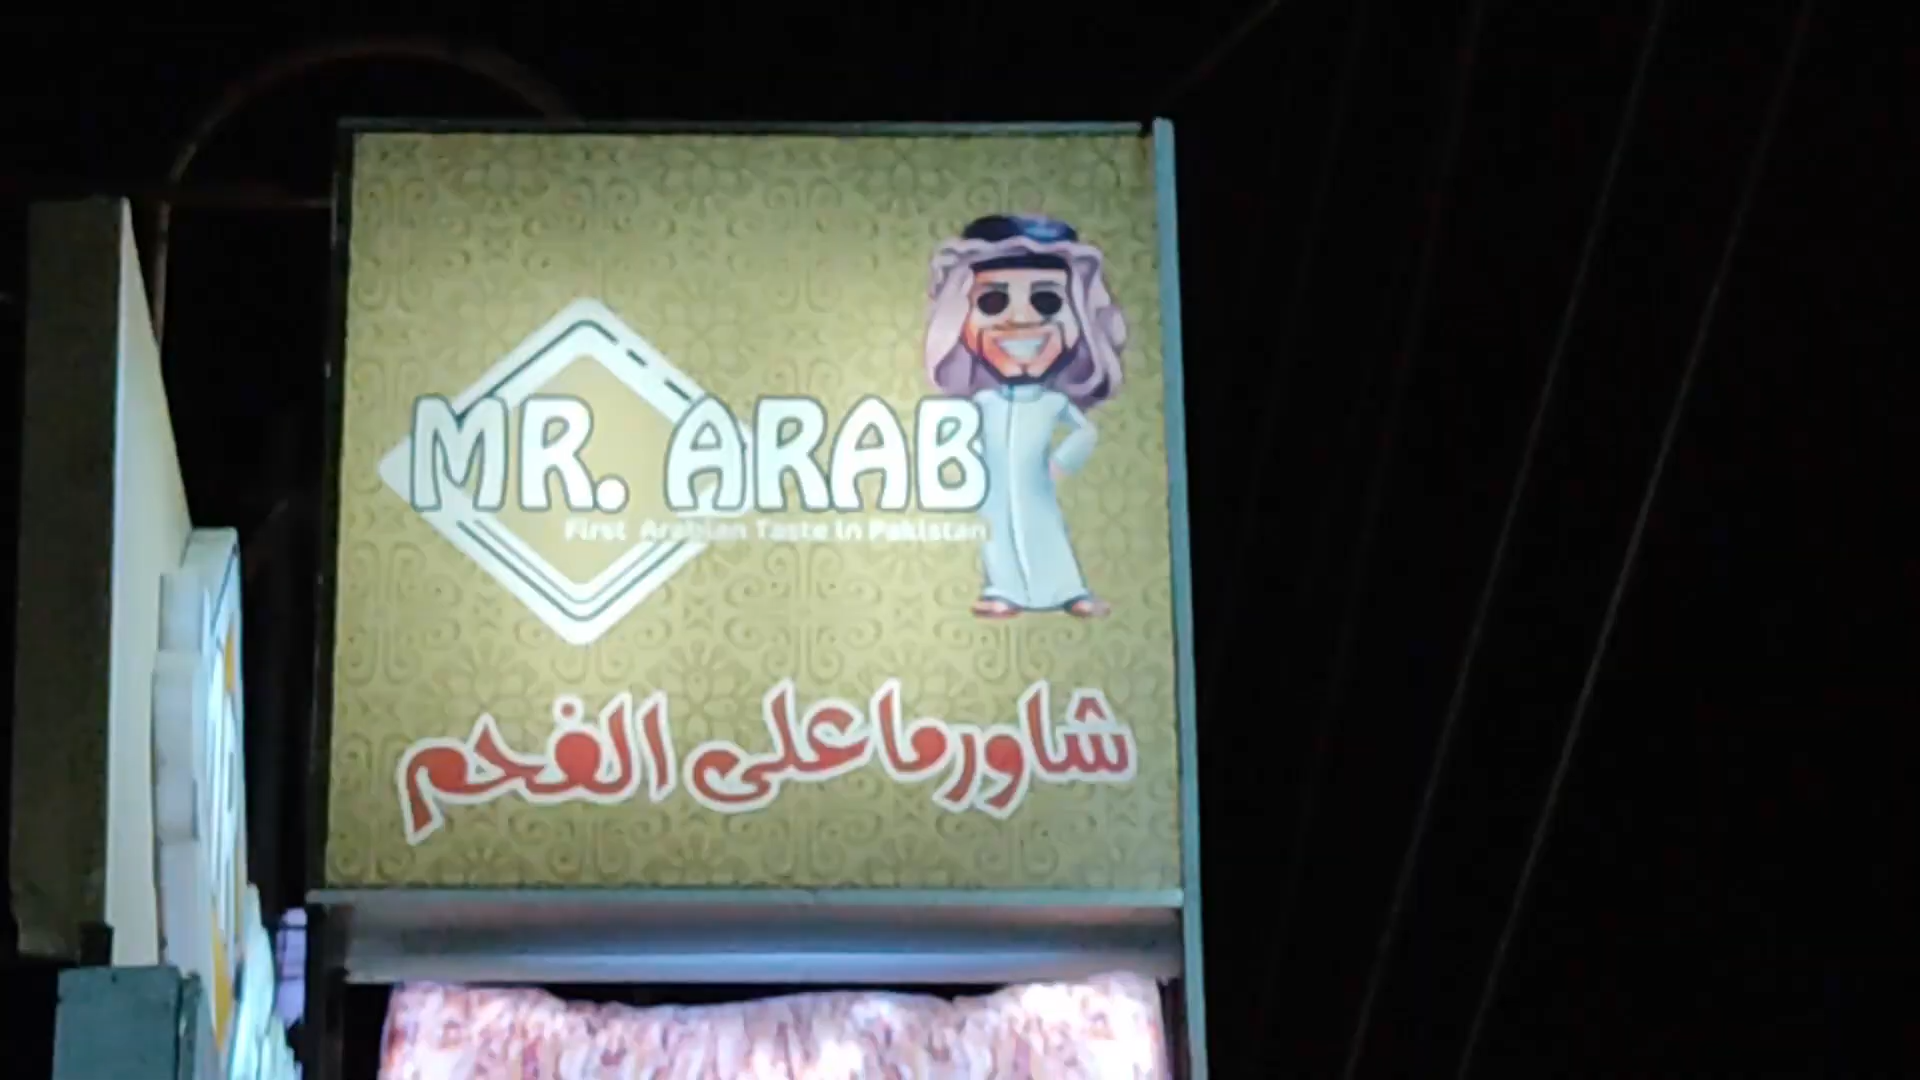 MR. ARAB
First Arabian Taste in Pakistan
شاورما على الفحم